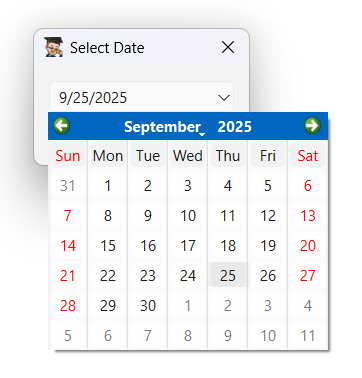 Select Date
9/25/2025
September 2025
Sun Mon Tue Wed Thu Fri Sat
31 1 2 3 4 5 6
7 8 9 10 11 12 13
14 15 16 17 18 19 20
21 22 23 24 25 26 27
28 29 30 1 2 3 4
5 6 7 8 9 10 11